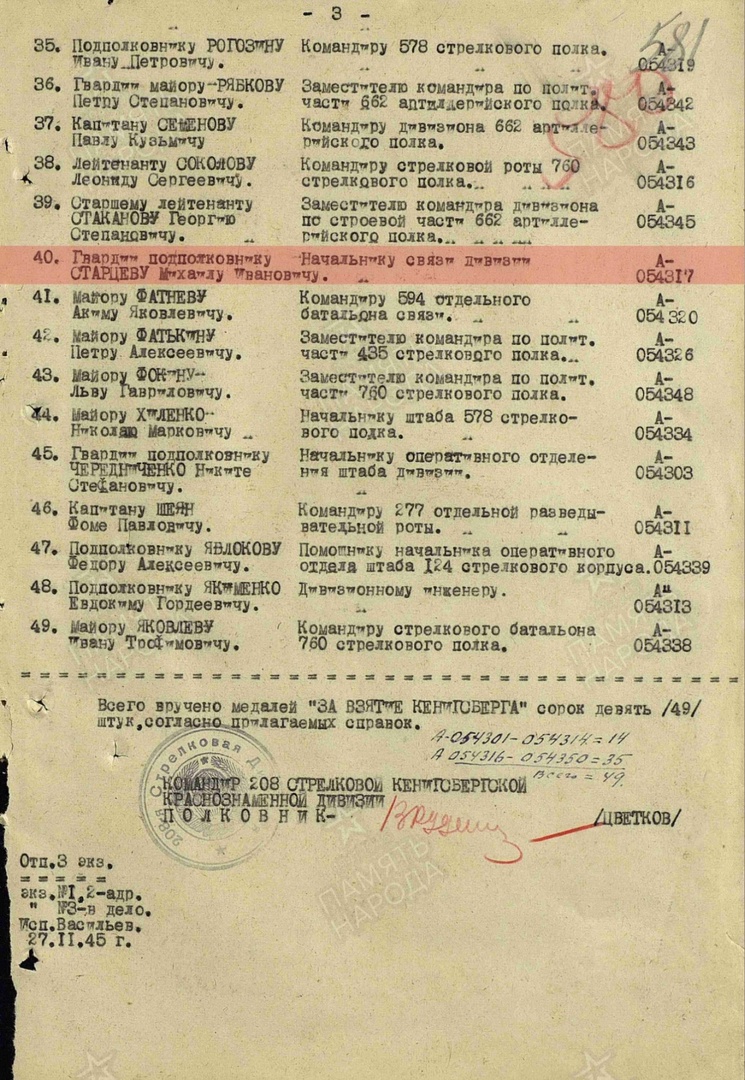 - 3 -
581
35. Подполковнику РОГОЗИНУ Командиру 578 стрелкового полка. А-
Ивану Петровичу. 054319
36. Гвардии майору РЯБКОВУ Заместителю командира по полит. А-
Петру Степановичу. части 662 артиллерийского полка. 054342
37. Капитану СЕМЕНОВУ Командиру дивизиона 662 артилле- А-
Павлу Кузьмичу рийского полка. 054343
38. Лейтенанту СОКОЛОВУ Командиру стрелковой роты 760 А-
Леониду Сергеевичу. стрелкового полка. 054316
39. Старшему лейтенанту Заместителю командира дивизиона А-
СТАКАНОВУ Георгию по строевой части 662 артилле- 054345
Степановичу. рийского полка.
40. Гвардии подполковнику Начальнику связи дивизии А-
СТАРЦЕВУ Михаилу Ивановичу. 054317
41. Майору ФАТНЕВУ Командиру 594 отдельного А-
Акиму Яковлевичу. батальона связи. 054320
42. Майору ФАТЬКИНУ Заместителю командира по полит. А-
Петру Алексеевичу. части 435 стрелкового полка. 054326
43. Майору ФОКИНУ Заместителю командира по полит. А-
Льву Гавриловичу. части 760 стрелкового полка. 054348
44. Майору ХИЛЕНКО Начальнику штаба 578 стрелко- А-
Николаю Марковичу вого полка. 054334
45. Гвардии подполковнику Начальнику оперативного отделе- А-
ЧЕРЕДНИЧЕНКО Никите ния штаба дивизии. 054303
Стефановичу.
46. Капитану ШЕЯН Командиру 277 отдельной разведы- А-
Фоме Павловичу. вательной роты. 054311
47. Подполковнику ЯБЛОКОВУ Помошнику начальника оперативного А-
Федору Алексеевичу. отдела штаба 124 стрелкового корпуса. 054339
48. Подполковнику ЯКИМЕНКО Дивизионному инженеру. А-
Евдокиму Гордеевичу. 054313
49. Майору ЯКОВЛЕВУ Командиру стрелкового батальона А-
Ивану Трофимовичу. 760 стрелкового полка. 054338
Всего вручено медалей "ЗА ВЗЯТИЕ КЕНИГСБЕРГА" сорок девять /49/
штук, согласно прилагаемых справок.
А-054301-054314=14
А 054316-054350=35
Всего = 49.
208я Стрелковая
КОМАНДИР 208 СТРЕЛКОВОЙ КЕНИГСБЕРГСКОЙ
КРАСНОЗНАМЕННОЙ ДИВИЗИИ
ПОЛКОВНИК- /ЦВЕТКОВ/
Отп.3 экз.
экз.№1,2-адр.
" №3-в дело.
Исп.Васильев.
27.11.45 г.
ПАМЯТЬ НАРОДА